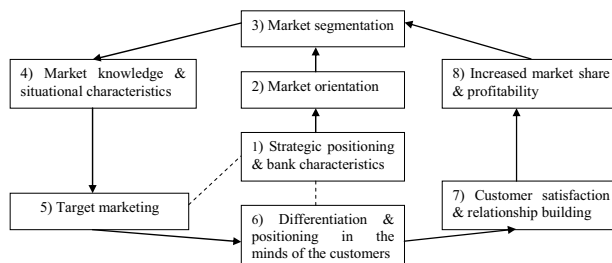 3) Market segmentation
4) Market knowledge &
situational characteristics
2) Market orientation
8) Increased market share
& profitability
1) Strategic positioning
& bank characteristics
5) Target marketing
6) Differentiation &
positioning in the
minds of the customers
7) Customer satisfaction
& relationship building